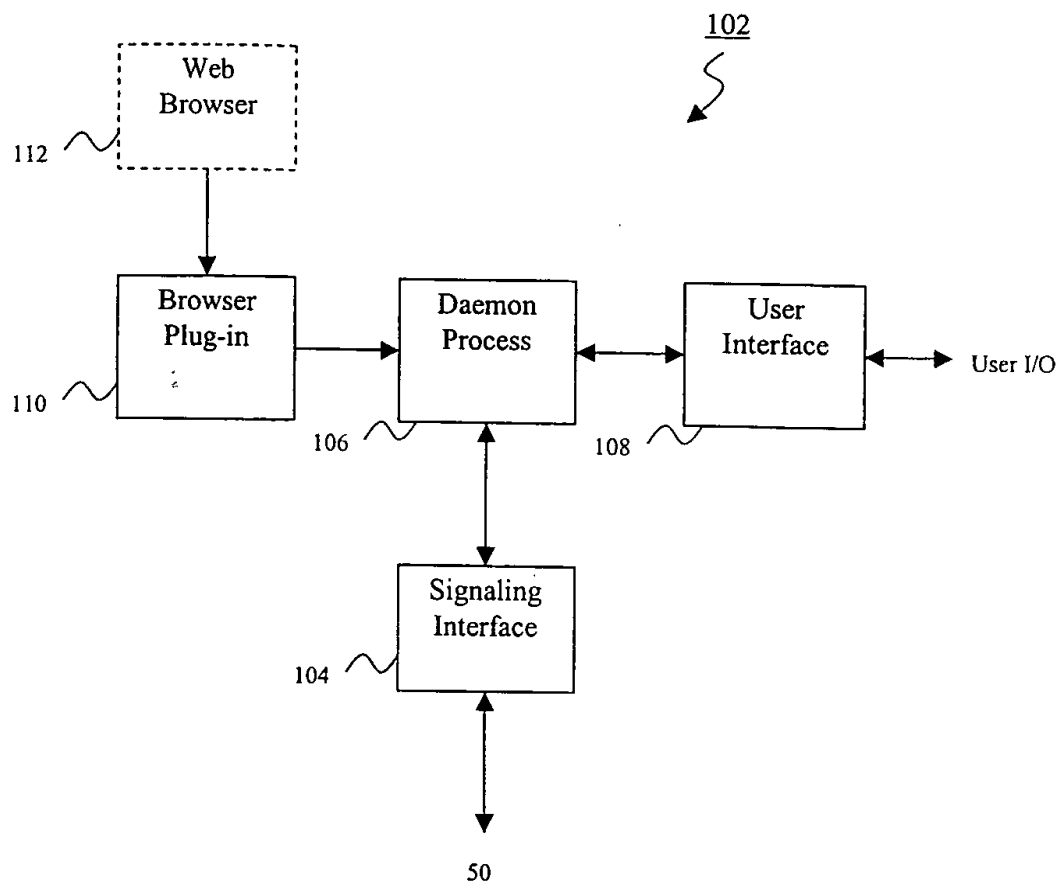 102
Web
Browser
112
Browser
Plug-in
110
Daemon
Process
106
User
Interface
108
User I/O
Signaling
Interface
104
50